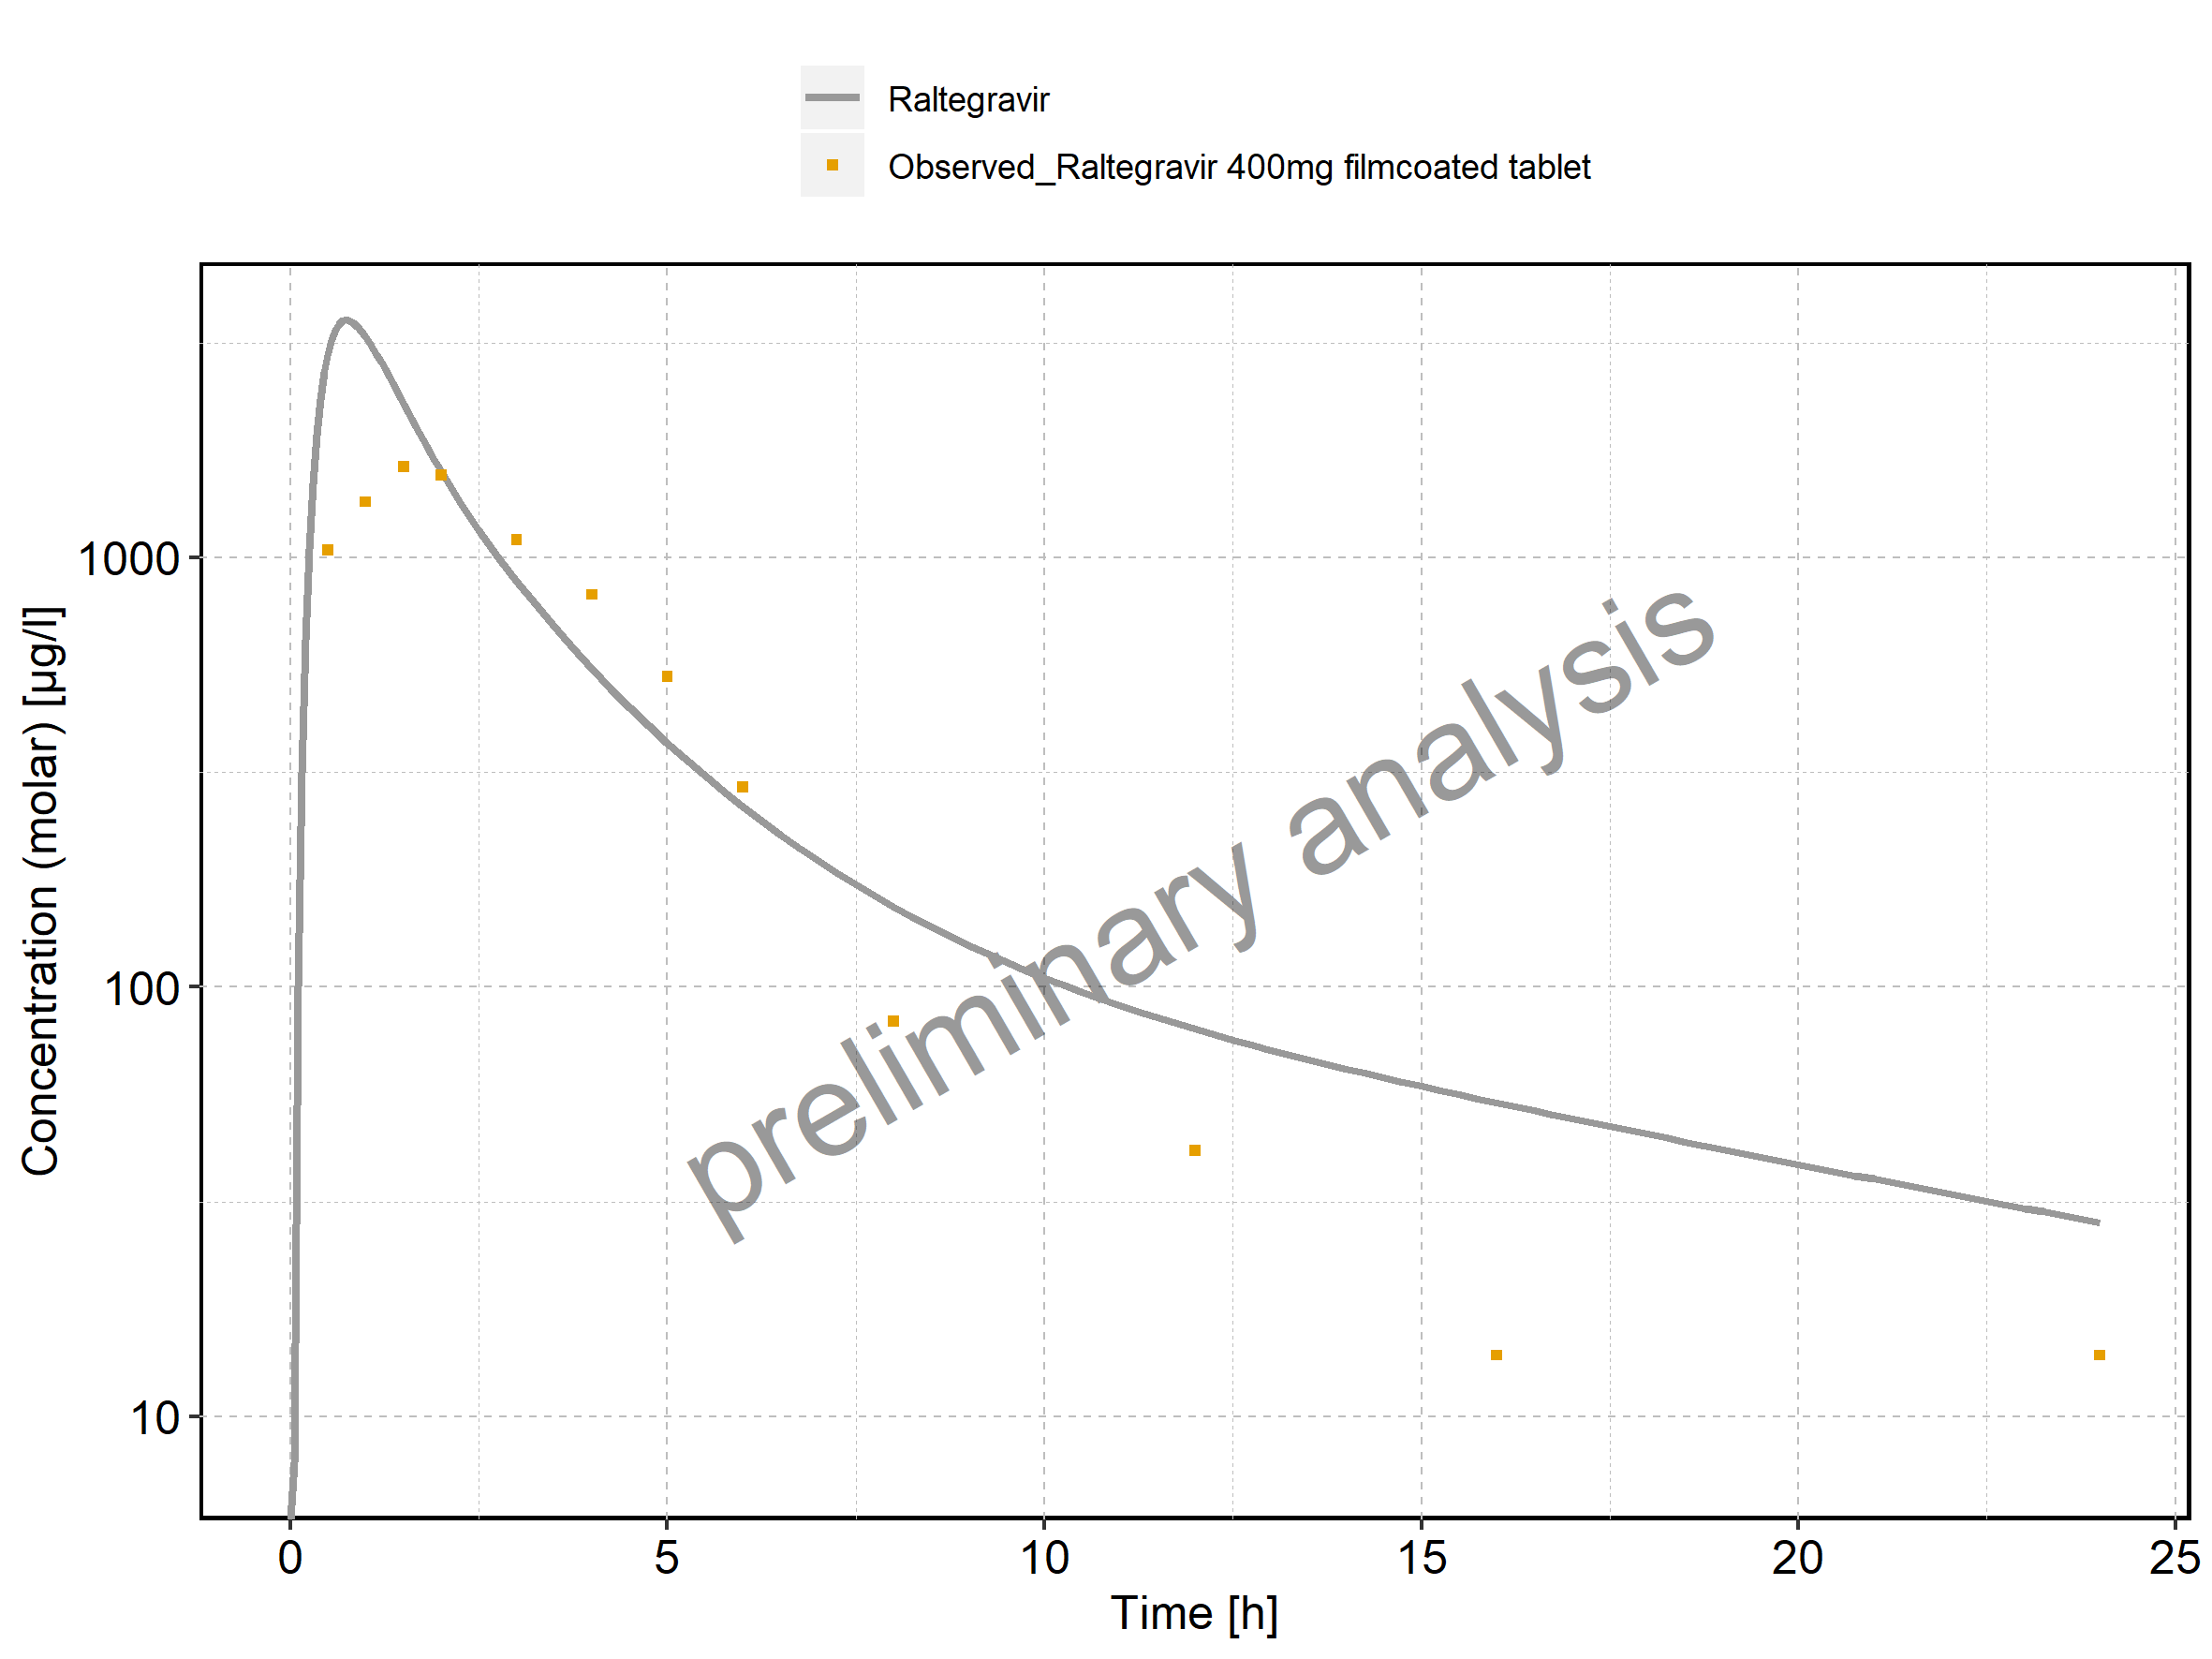 Raltegravir
Observed_Raltegravir 400mg filmcoated tablet
Concentration (molar) [µg/l]
1000
100
10
preliminary analysis
0 5 10 15 20 25
Time [h]